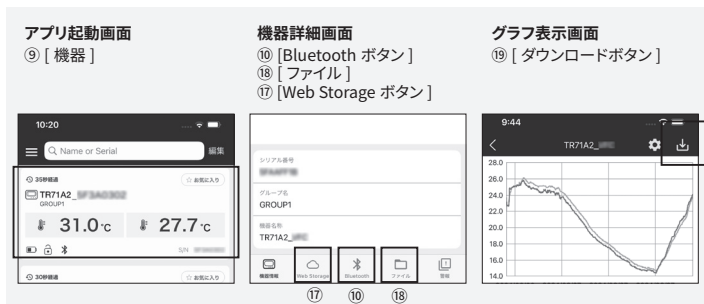 アプリ起動画面
⑨ [ 機器 ]
機器詳細画面
⑩ [Bluetooth ボタン ]
⑱ [ ファイル ]
⑰ [Web Storage ボタン ]
グラフ表示画面
⑲ [ ダウンロードボタン ]
10:20
Name or Serial
編集
35秒経過
☆ お気に入り
TR71A2_
GROUP1
31.0℃
27.7℃
S/N
30秒経過
☆ お気に入り
シリアル番号
グループ名
GROUP1
機器名称
TR71A2_
機器情報
Web Storage
Bluetooth
ファイル
警報
⑰
⑩
⑱
9:44
TR71A2_
28.0
26.0
24.0
22.0
20.0
18.0
16.0
14.0